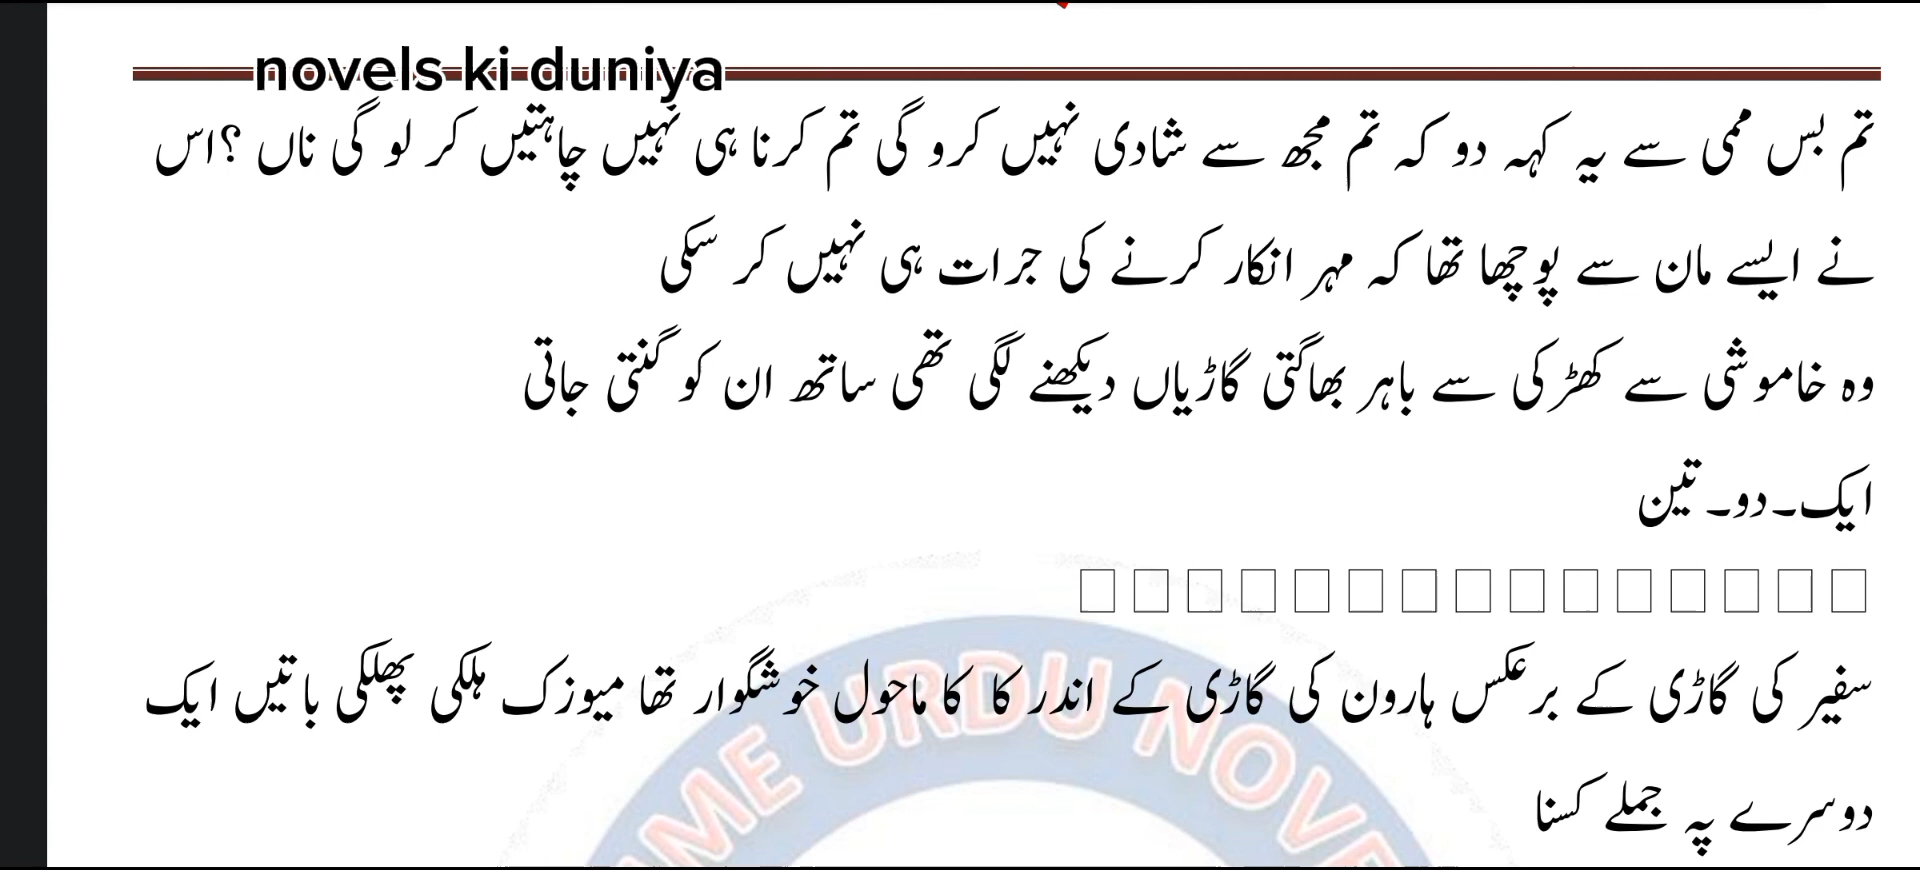 novels ki duniya
تم بس ممی سے یہ کہہ دو کہ تم مجھ سے شادی نہیں کرو گی تم کرنا ہی نہیں چاہتیں کر لو گی ناں ؟اس
نے ایسے مان سے پوچھا تھا کہ مہر انکار کرنے کی جرات ہی نہیں کر سکی
وہ خاموشی سے کھڑکی سے باہر بھاگتی گاڑیاں دیکھنے لگی تھی ساتھ ان کو گنتی جاتی
ایک۔دو۔تین
سفیر کی گاڑی کے برعکس ہارون کی گاڑی کے اندر کا کا ماحول خوشگوار تھا میوزک ہلکی پھلکی باتیں ایک
دوسرے پہ جملے کسنا
ME URDU NOVE